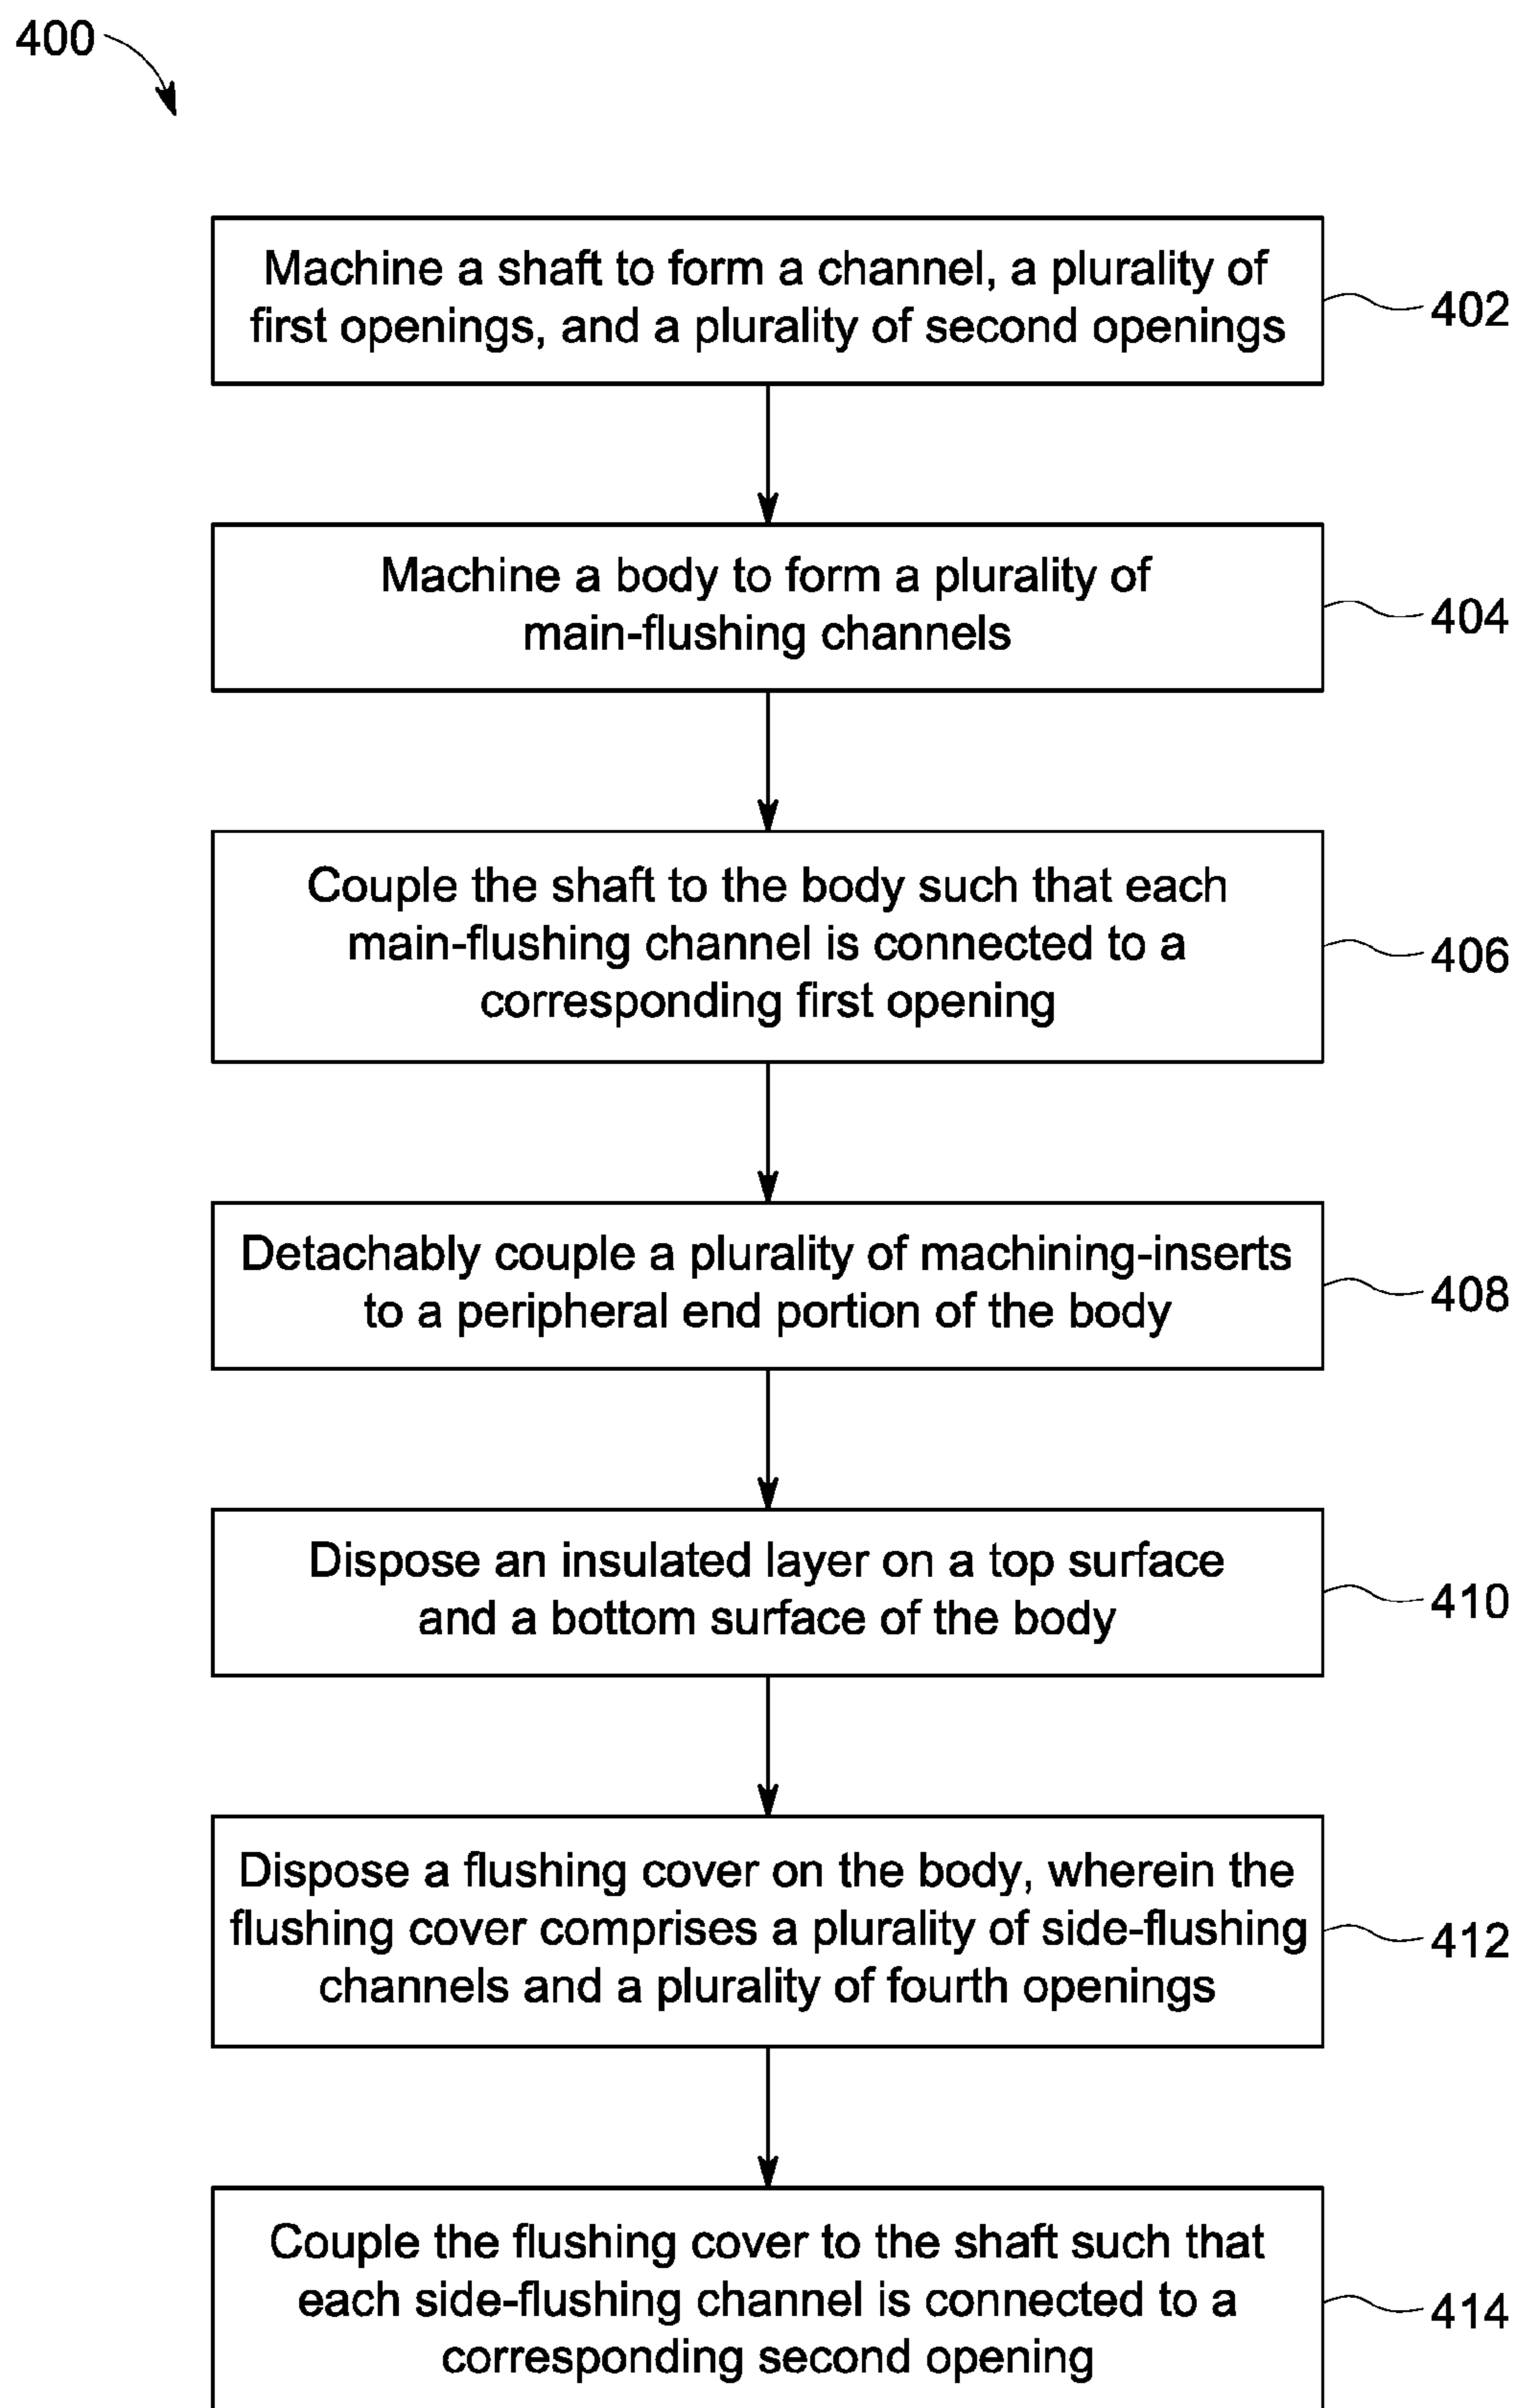 400
Machine a shaft to form a channel, a plurality of
first openings, and a plurality of second openings
402
Machine a body to form a plurality of
main-flushing channels
404
Couple the shaft to the body such that each
main-flushing channel is connected to a
corresponding first opening
406
Detachably couple a plurality of machining-inserts
to a peripheral end portion of the body
408
Dispose an insulated layer on a top surface
and a bottom surface of the body
410
Dispose a flushing cover on the body, wherein the
flushing cover comprises a plurality of side-flushing
channels and a plurality of fourth openings
412
Couple the flushing cover to the shaft such that
each side-flushing channel is connected to a
corresponding second opening
414